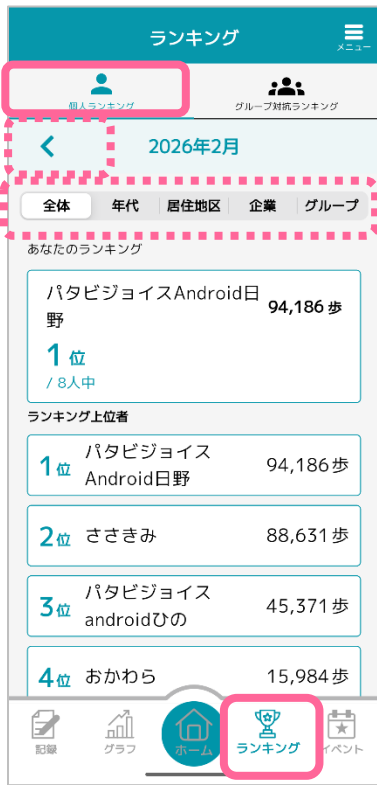 ランキング
メニュー
個人ランキング
グループ対抗ランキング
2026年2月
全体 年代 居住地区 企業 グループ
あなたのランキング
パタビジョイスAndroid日
野
94,186 歩
1 位
/ 8人中
ランキング上位者
1位 パタビジョイス
Android日野 94,186歩
2位 ささきみ 88,631歩
3位 パタビジョイス
androidひの 45,371歩
4位 おかわら 15,984歩
記録 グラフ ホーム ランキング イベント